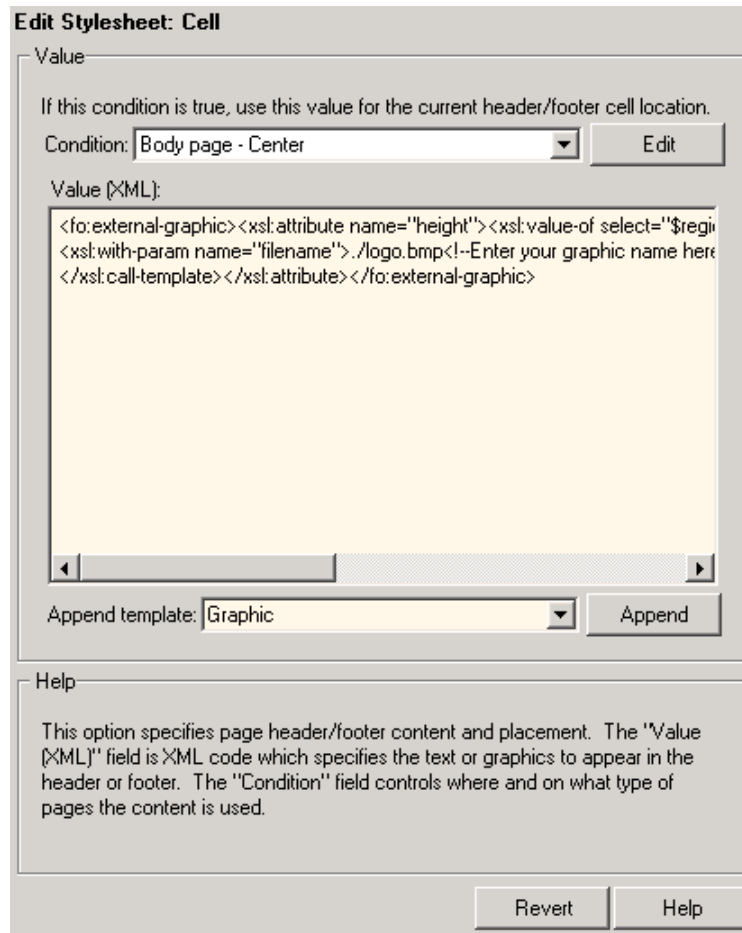 Edit Stylesheet: Cell
Value
If this condition is true, use this value for the current header/footer cell location.
Condition: Body page - Center Edit
Value (XML):
<fo:external-graphic><xsl:attribute name="height"><xsl:value-of select="$regi
<xsl:with-param name="filename">./logo.bmp<!--Enter your graphic name here
</xsl:call-template></xsl:attribute></fo:external-graphic>
Append template: Graphic Append
Help
This option specifies page header/footer content and placement. The "Value
(XML)" field is XML code which specifies the text or graphics to appear in the
header or footer. The "Condition" field controls where and on what type of
pages the content is used.
Revert Help